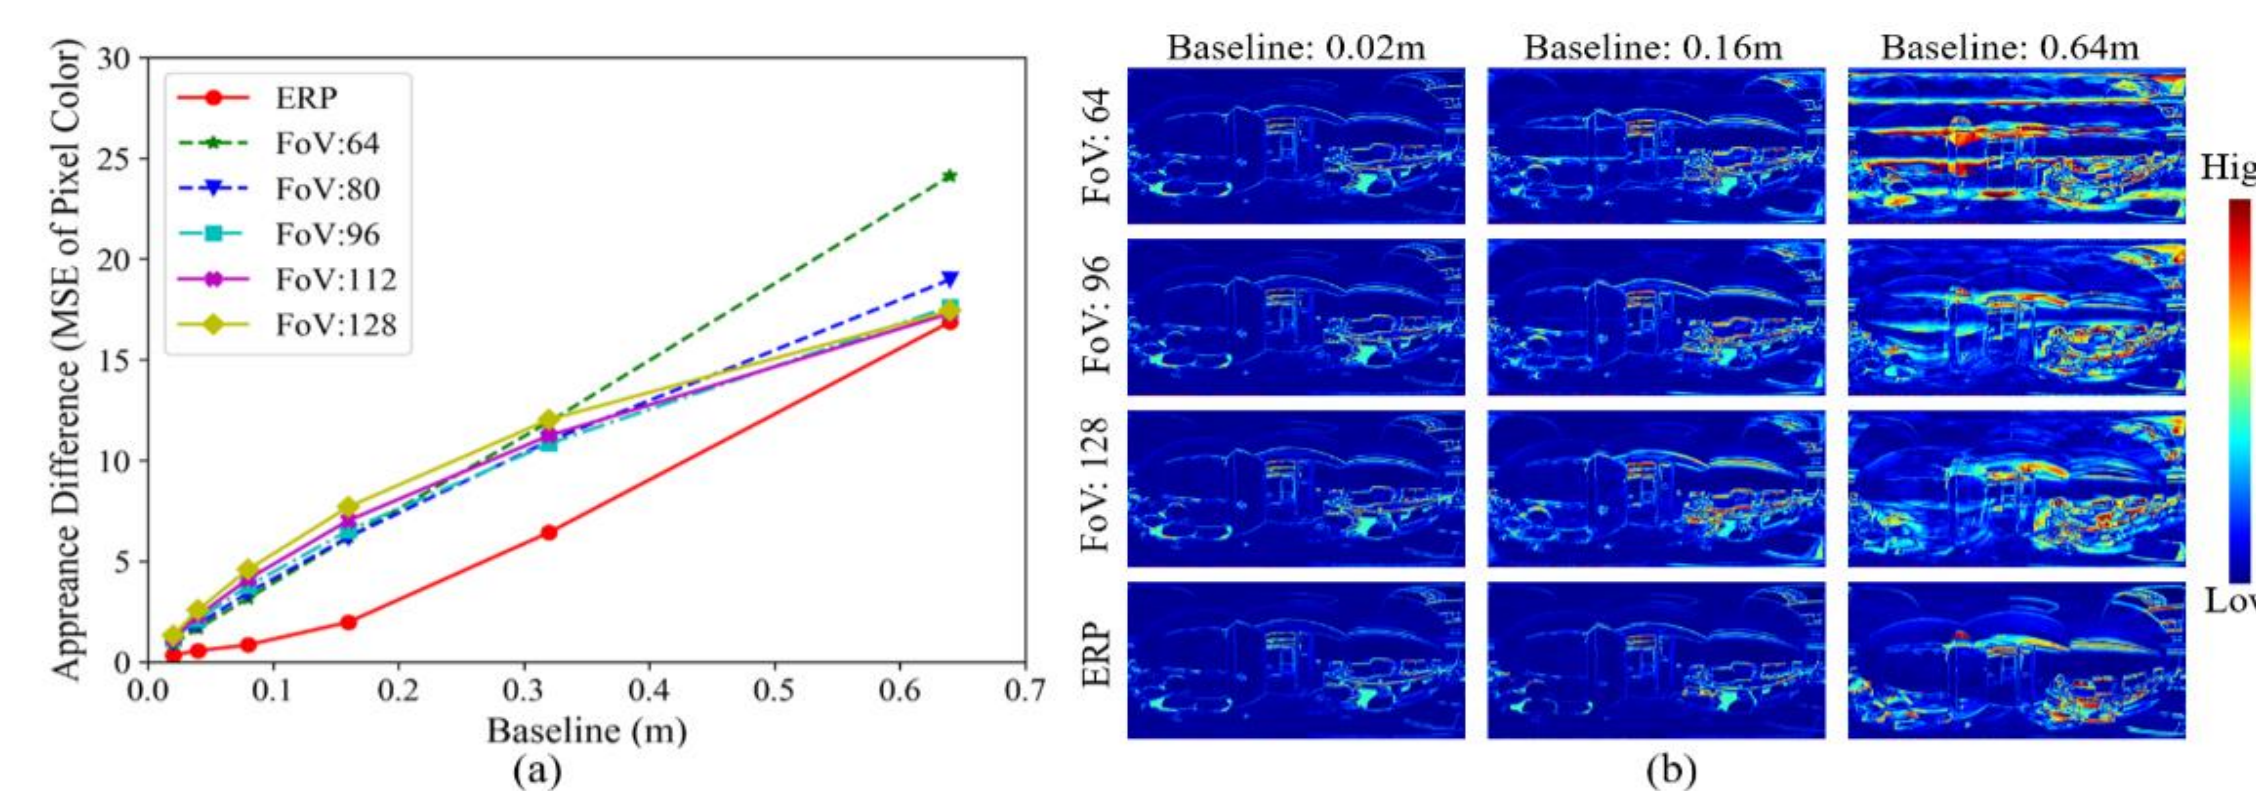 Appreance Difference (MSE of Pixel Color)
30
25
20
15
10
5
0
ERP
FoV:64
FoV:80
FoV:96
FoV:112
FoV:128
0.0 0.1 0.2 0.3 0.4 0.5 0.6 0.7
Baseline (m)
(a)
Baseline: 0.02m Baseline: 0.16m Baseline: 0.64m
FoV: 64
FoV: 96
FoV: 128
ERP
Hig
Lov
(b)